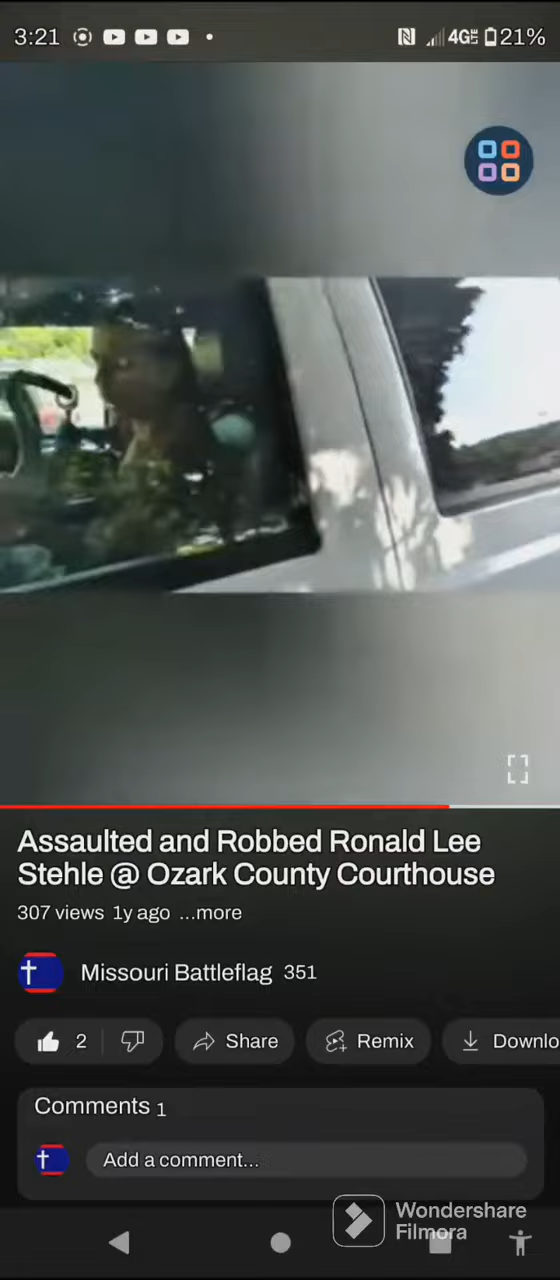 3:21 4G LTE 21%
Assaulted and Robbed Ronald Lee
Stehle @ Ozark County Courthouse
307 views 1y ago ...more
Missouri Battleflag 351
2 Share Remix Downlo
Comments 1
Add a comment...
Wondershare
Filmora